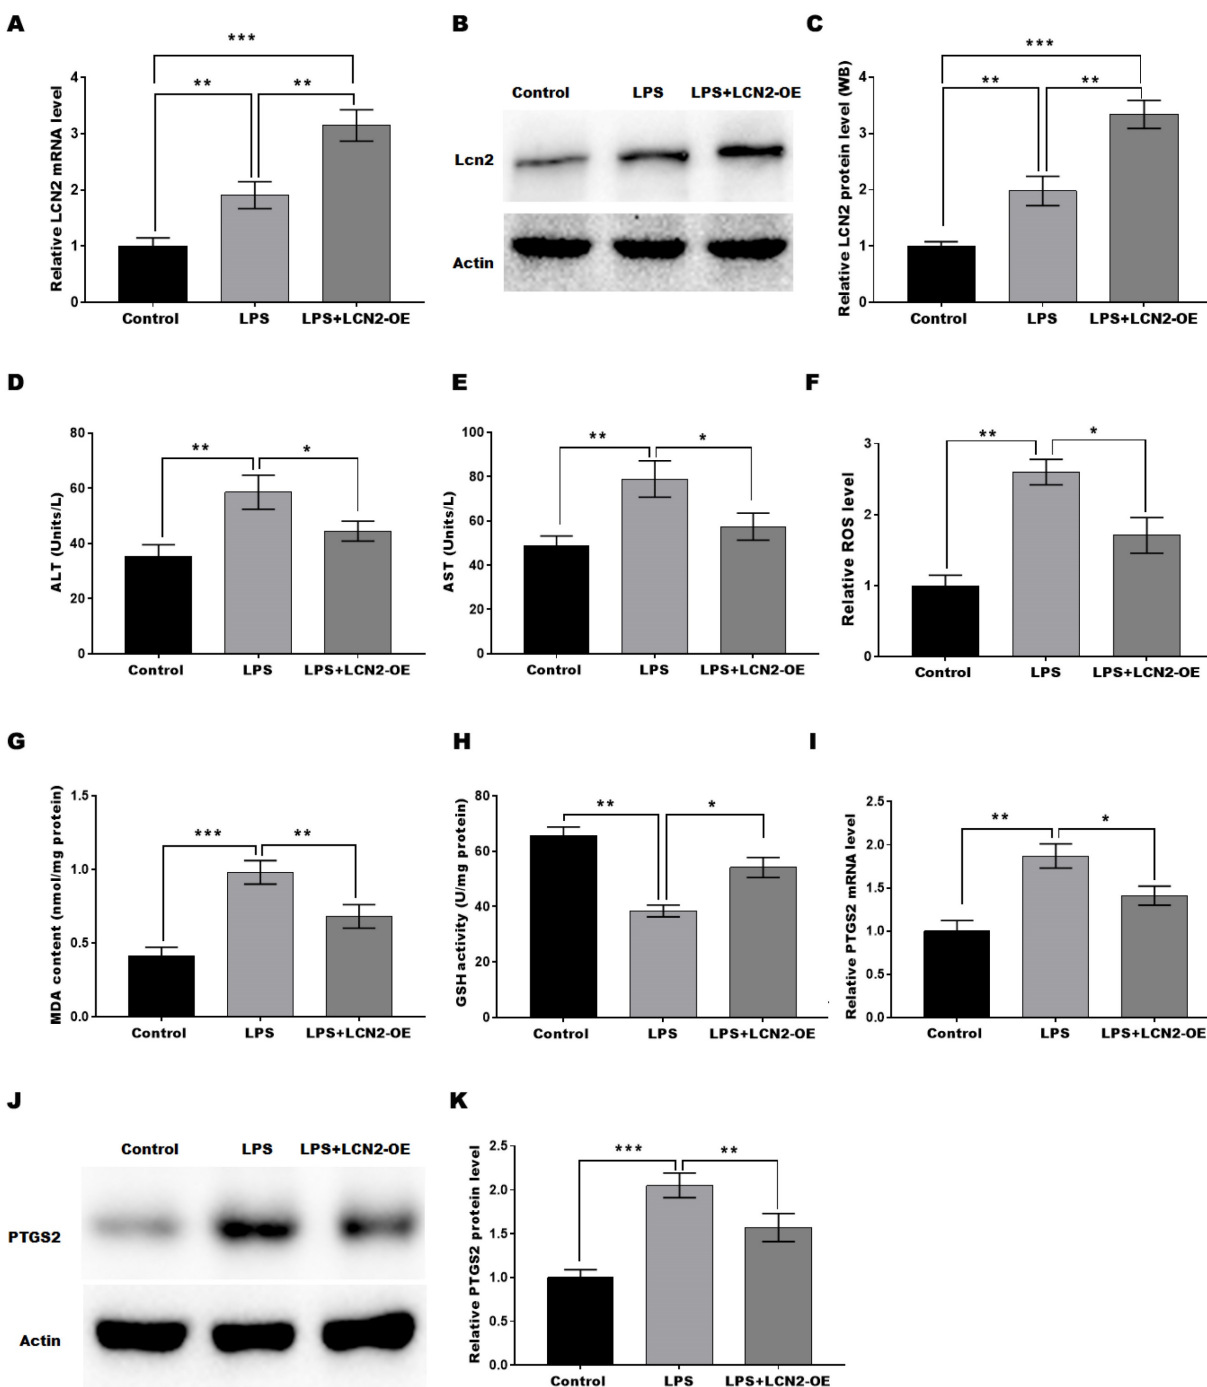 A
***
**
**
Relative LCN2 mRNA level
4
3
2
1
0
Control
LPS
LPS+LCN2-OE
B
Control
LPS
LPS+LCN2-OE
Lcn2
Actin
C
***
**
**
Relative LCN2 protein level (WB)
4
3
2
1
0
Control
LPS
LPS+LCN2-OE
D
**
*
ALT (Units/L)
80
60
40
20
0
Control
LPS
LPS+LCN2-OE
E
**
*
AST (Units/L)
100
80
60
40
20
0
Control
LPS
LPS+LCN2-OE
F
**
*
Relative ROS level
3
2
1
0
Control
LPS
LPS+LCN2-OE
G
***
**
MDA content (nmol/mg protein)
1.5
1.0
0.5
0.0
Control
LPS
LPS+LCN2-OE
H
**
*
GSH activity (U/mg protein)
80
60
40
20
0
Control
LPS
LPS+LCN2-OE
I
**
*
Relative PTGS2 mRNA level
2.5
2.0
1.5
1.0
0.5
0.0
Control
LPS
LPS+LCN2-OE
J
Control
LPS
LPS+LCN2-OE
PTGS2
Actin
K
***
**
Relative PTGS2 protein level
2.5
2.0
1.5
1.0
0.5
0.0
Control
LPS
LPS+LCN2-OE